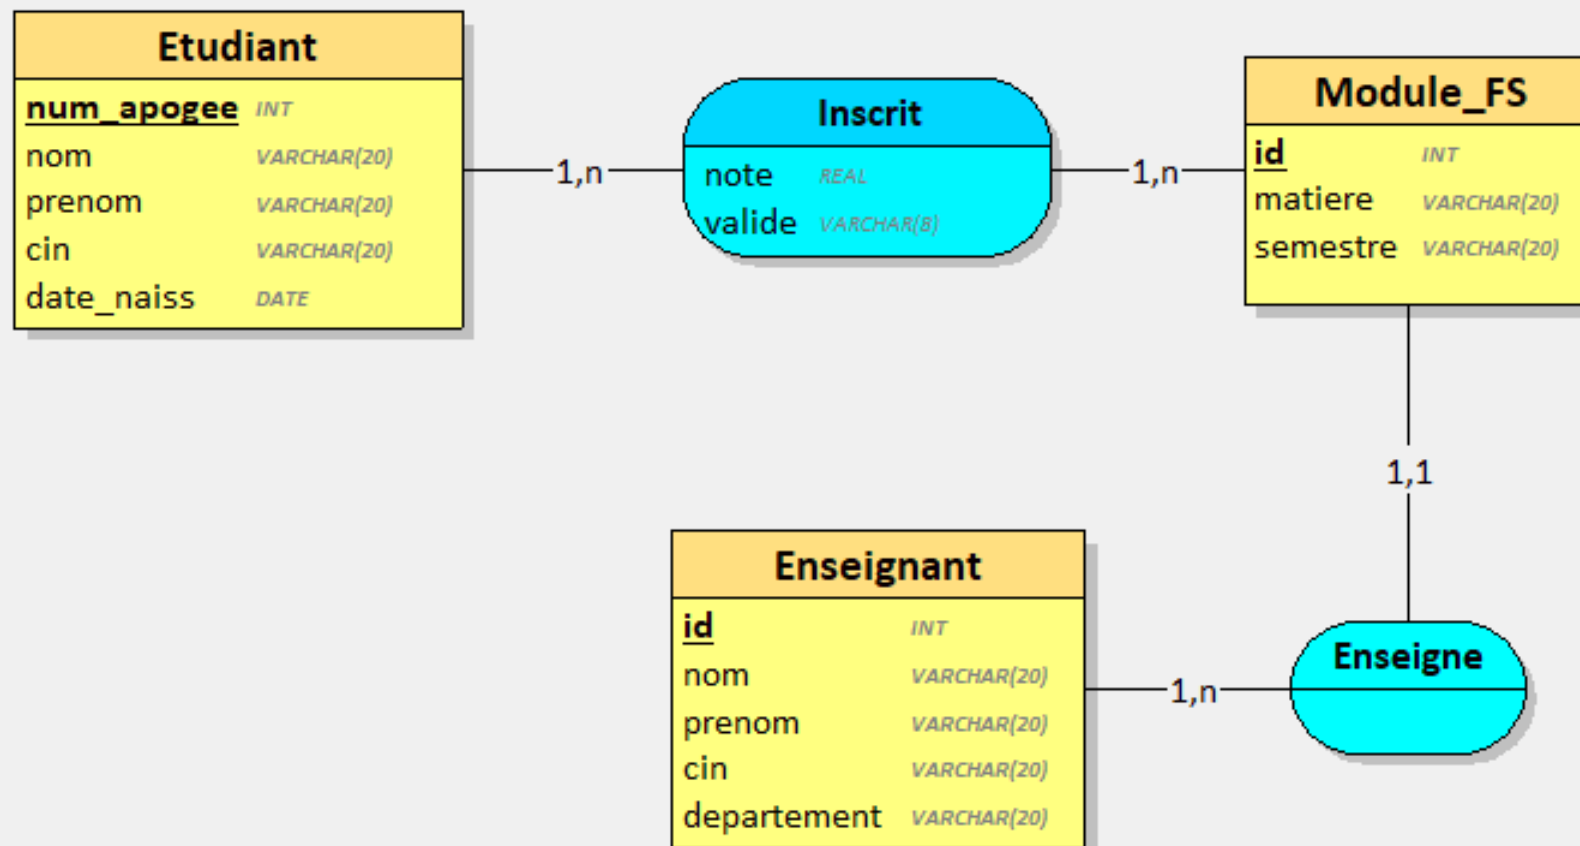 Etudiant
num_apogee INT
nom VARCHAR(20)
prenom VARCHAR(20)
cin VARCHAR(20)
date_naiss DATE
1,n
Inscrit
note REAL
valide VARCHAR(8)
1,n
Module_FS
id INT
matiere VARCHAR(20)
semestre VARCHAR(20)
1,1
Enseignant
id INT
nom VARCHAR(20)
prenom VARCHAR(20)
cin VARCHAR(20)
departement VARCHAR(20)
1,n
Enseigne